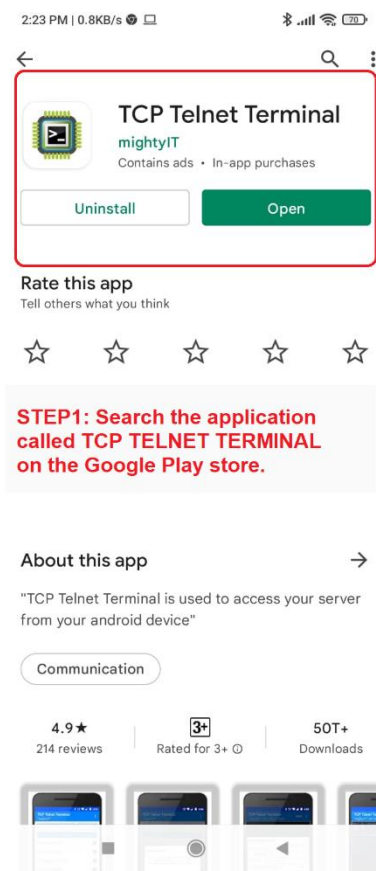 2:23 PM | 0.8KB/s
70
TCP Telnet Terminal
mightyIT
Contains ads • In-app purchases
Uninstall
Open
Rate this app
Tell others what you think
STEP1: Search the application
called TCP TELNET TERMINAL
on the Google Play store.
About this app
"TCP Telnet Terminal is used to access your server
from your android device"
Communication
4.9★
3+
50T+
214 reviews
Rated for 3+
Downloads